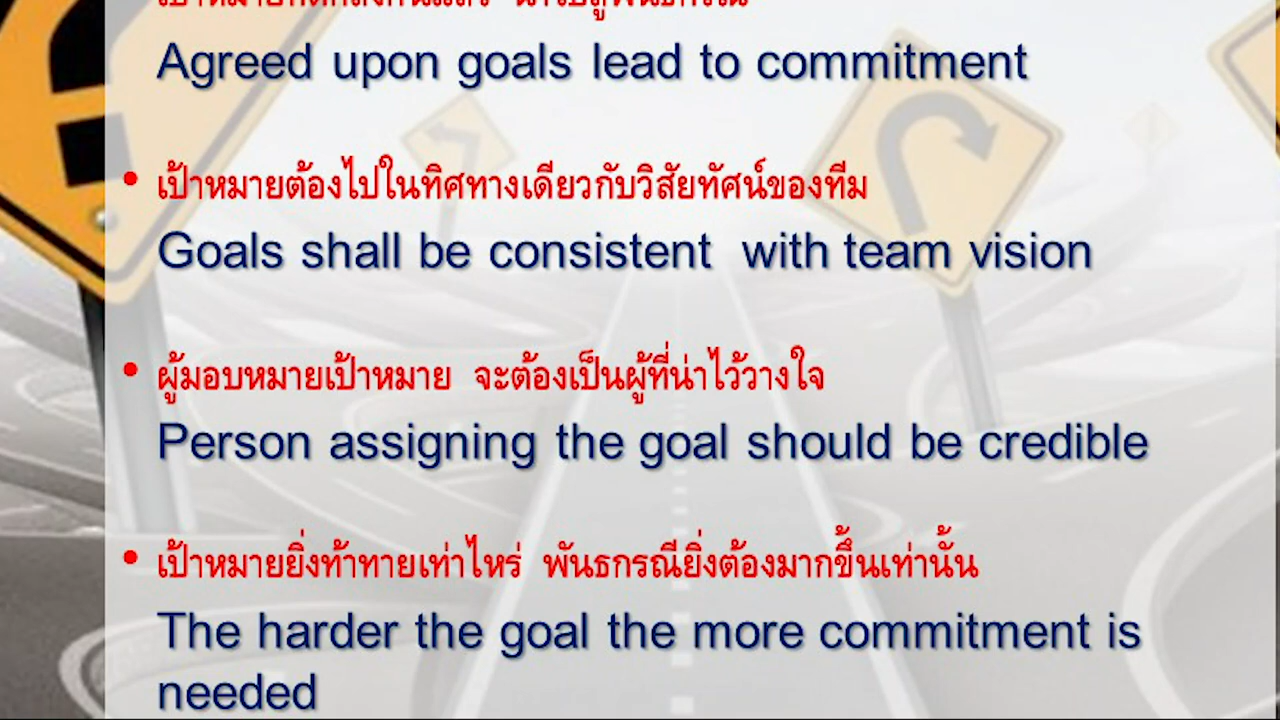 Agreed upon goals lead to commitment
• เป้าหมายต้องไปในทิศทางเดียวกับวิสัยทัศน์ของทีม
Goals shall be consistent with team vision
• ผู้มอบหมายเป้าหมาย จะต้องเป็นผู้ที่น่าไว้วางใจ
Person assigning the goal should be credible
• เป้าหมายยิ่งท้าทายเท่าไหร่ พันธกรณียิ่งต้องมากขึ้นเท่านั้น
The harder the goal the more commitment is
needed